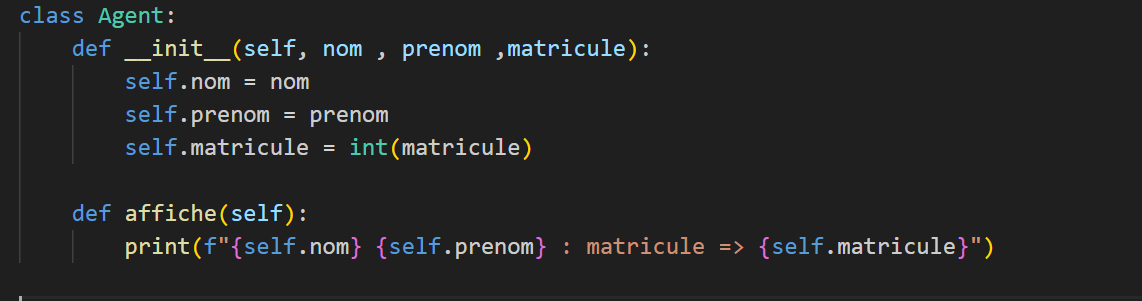 class Agent:
    def __init__(self, nom , prenom ,matricule):
        self.nom = nom
        self.prenom = prenom
        self.matricule = int(matricule)
    def affiche(self):
        print(f"{self.nom} {self.prenom} : matricule => {self.matricule}")